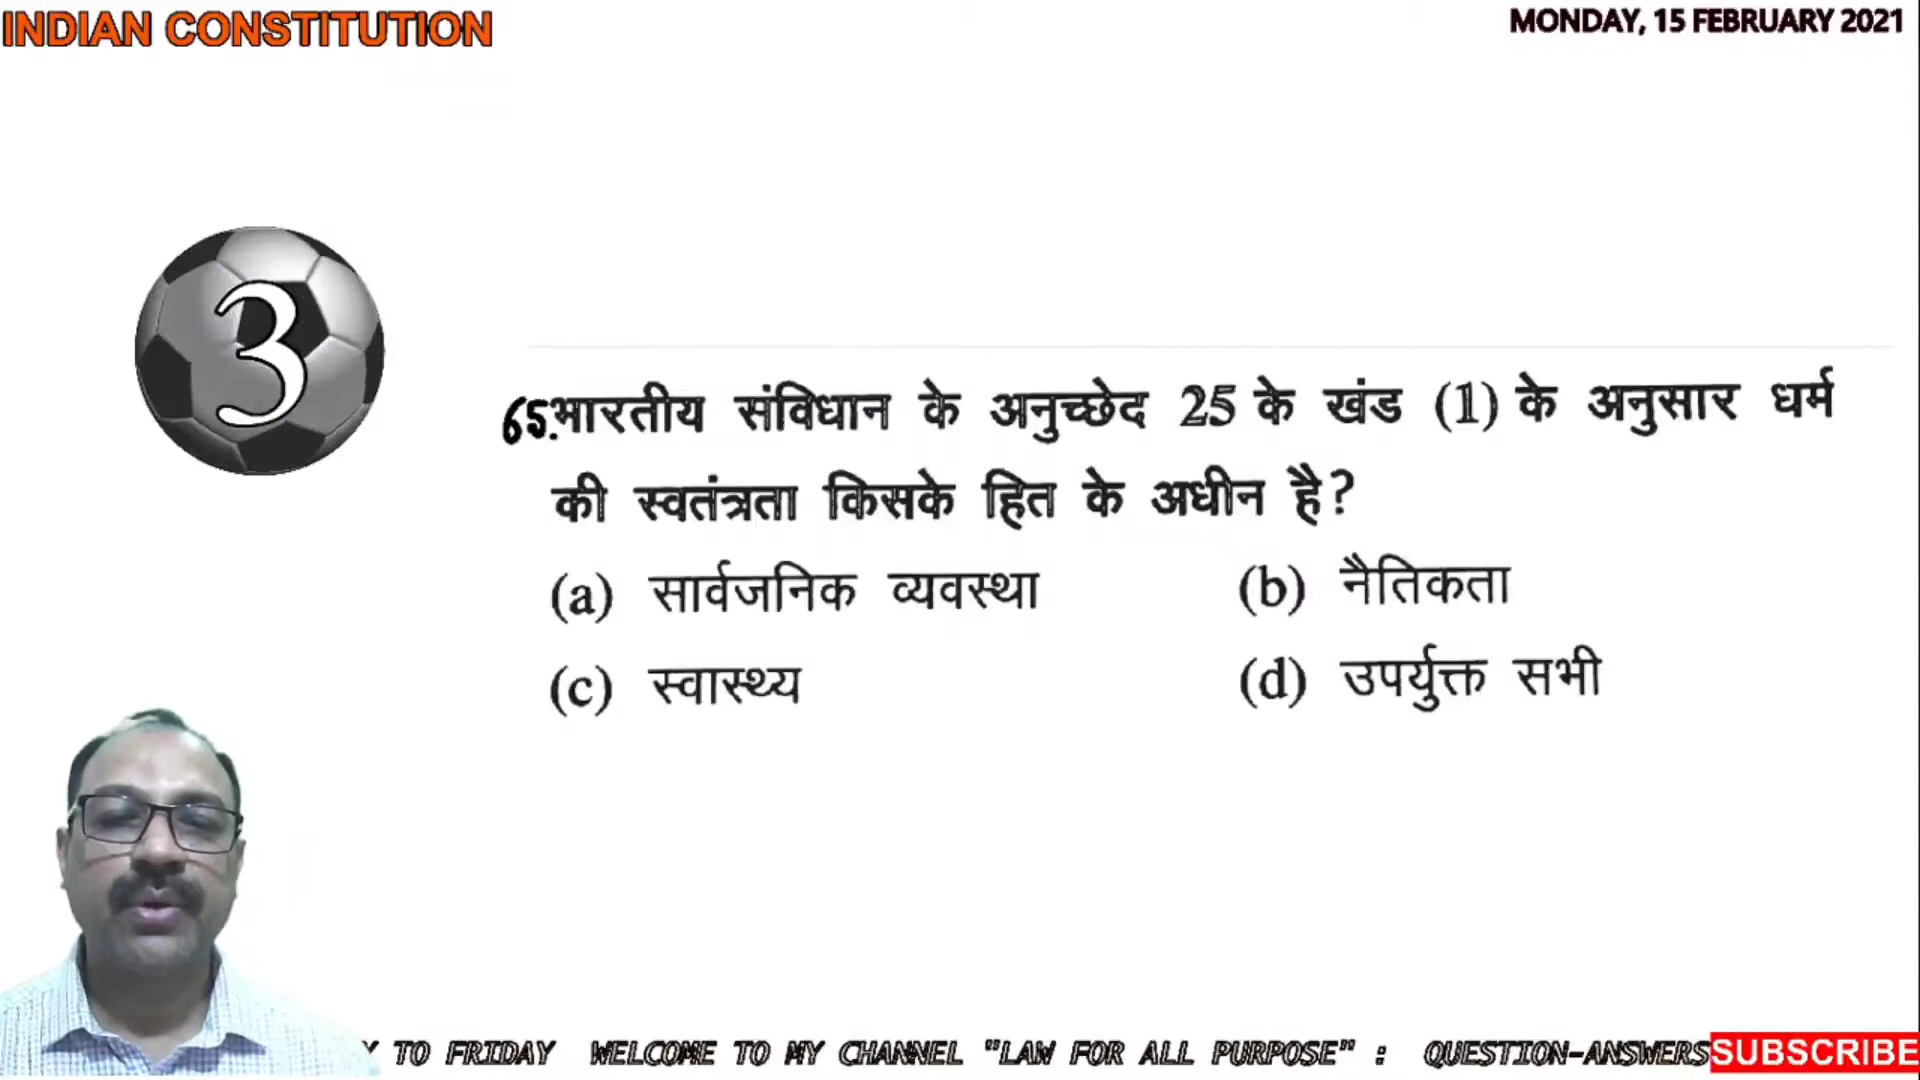 INDIAN CONSTITUTION
MONDAY, 15 FEBRUARY 2021
3
65.भारतीय संविधान के अनुच्छेद 25 के खंड (1) के अनुसार धर्म
की स्वतंत्रता किसके हित के अधीन है?
(a) सार्वजनिक व्यवस्था (b) नैतिकता
(c) स्वास्थ्य (d) उपर्युक्त सभी
Y TO FRIDAY WELCOME TO MY CHANNEL "LAW FOR ALL PURPOSE" : QUESTION-ANSWERS SUBSCRIBE